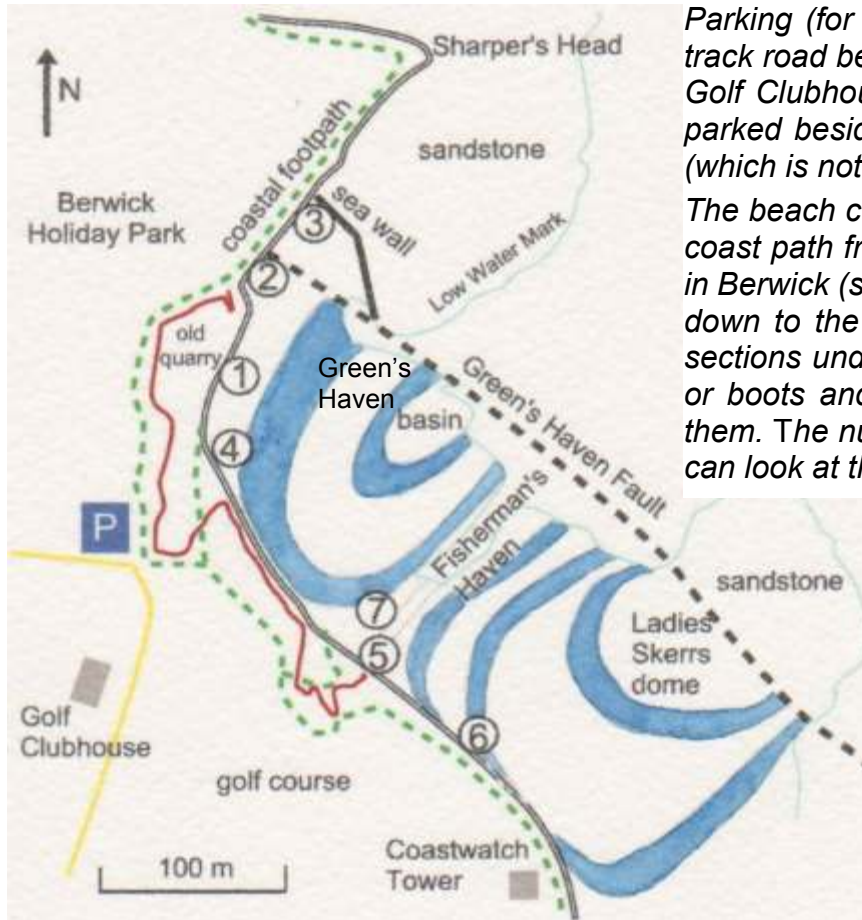 Parking (for
track road be
Golf Clubhou
parked besid
(which is not
The beach c
coast path fr
in Berwick (s
down to the
sections und
or boots and
them. The nu
can look at th
Sharper's Head
N
coastal footpath
sandstone
Berwick
Holiday Park
3
sea wall
2
Low Water Mark
old
quarry
1
Green's
Haven
basin
Green's Haven Fault
4
P
Fisherman's
Haven
sandstone
7
Ladies
Skerrs
dome
5
Golf
Clubhouse
6
golf course
100 m
Coastwatch
Tower